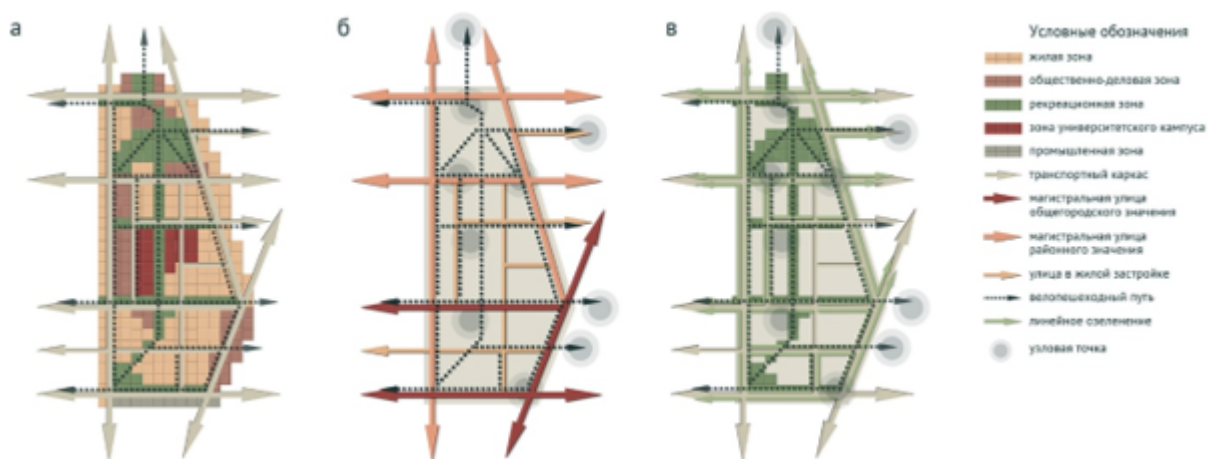 а
б
в
Условные обозначения
жилая зона
общественно-деловая зона
рекреационная зона
зона университетского кампуса
промышленная зона
транспортный каркас
магистральная улица
общегородского значения
магистральная улица
районного значения
улица в жилой застройке
велопешеходный путь
линейное озеленение
узловая точка